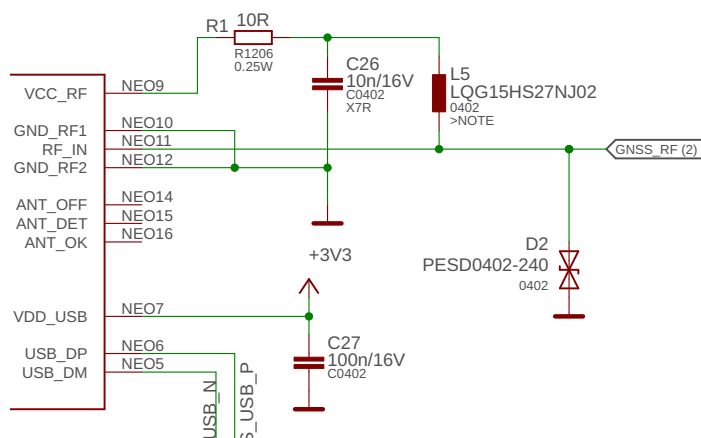 R1
10R
R1206
0.25W
C26
10n/16V
C0402
X7R
L5
LQG15HS27NJ02
0402
>NOTE
VCC_RF
NEO9
GND_RF1
NEO10
RF_IN
NEO11
GNSS_RF (2)
GND_RF2
NEO12
ANT_OFF
NEO14
ANT_DET
NEO15
ANT_OK
NEO16
D2
PESD0402-240
0402
+3V3
VDD_USB
NEO7
C27
100n/16V
C0402
USB_DP
NEO6
USB_DM
NEO5
USB_N
S_USB_P